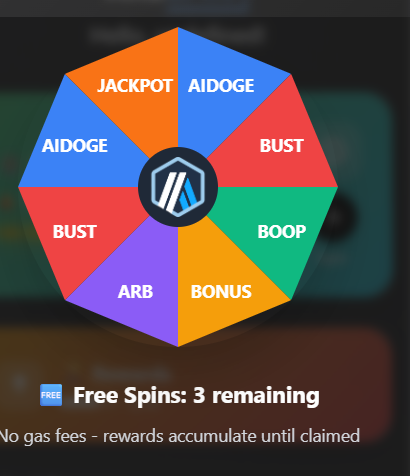 JACKPOT AIDOGE
AIDOGE BUST
BUST BOOP
ARB BONUS
FREE Free Spins: 3 remaining
No gas fees - rewards accumulate until claimed